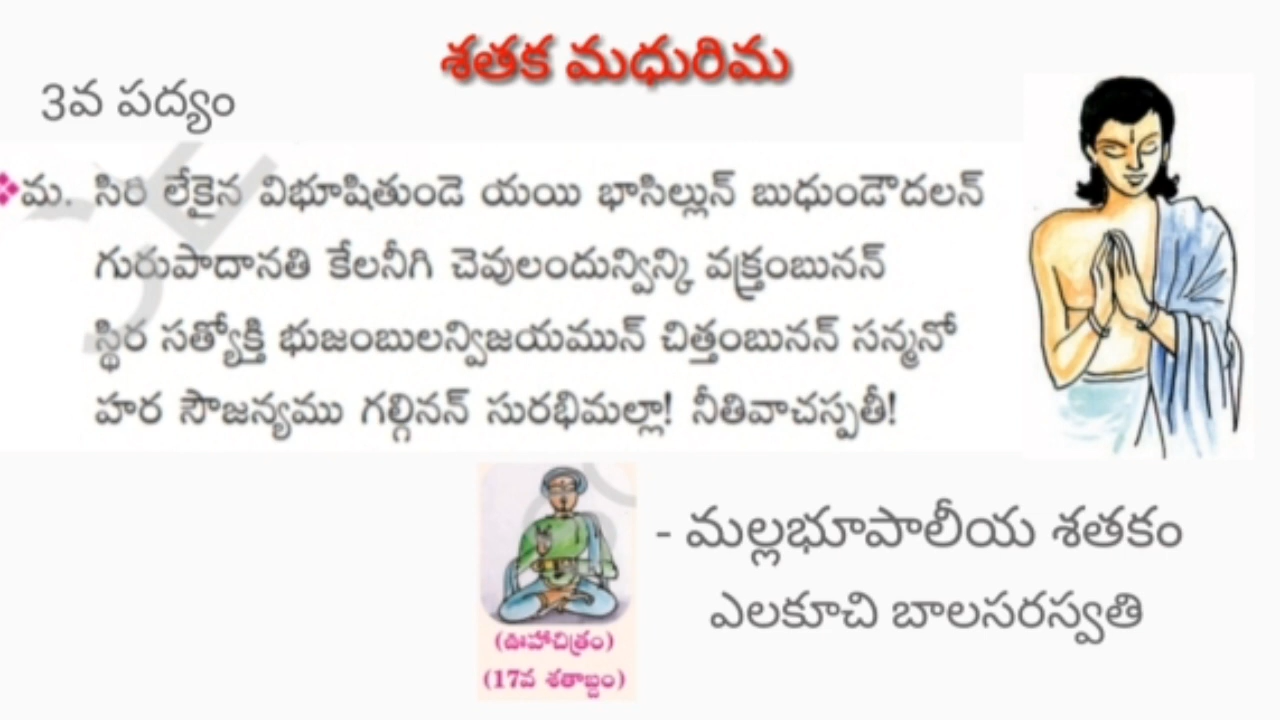 శతక మధురిమ
3వ పద్యం
మ. సిరి లేకైన విభూషితుండె యయి భాసిల్లున్ బుధుండౌదలన్
గురుపాదానతి కేలనీగి చెవులందున్విన్కి వక్త్రంబునన్
స్థిర సత్యోక్తి భుజంబులన్విజయమున్ చిత్తంబునన్ సన్మనో
హర సౌజన్యము గల్గినన్ సురభిమల్లా! నీతివాచస్పతీ!
- మల్లభూపాలీయ శతకం
ఎలకూచి బాలసరస్వతి
(ఊహాచిత్రం)
(17వ శతాబ్దం)